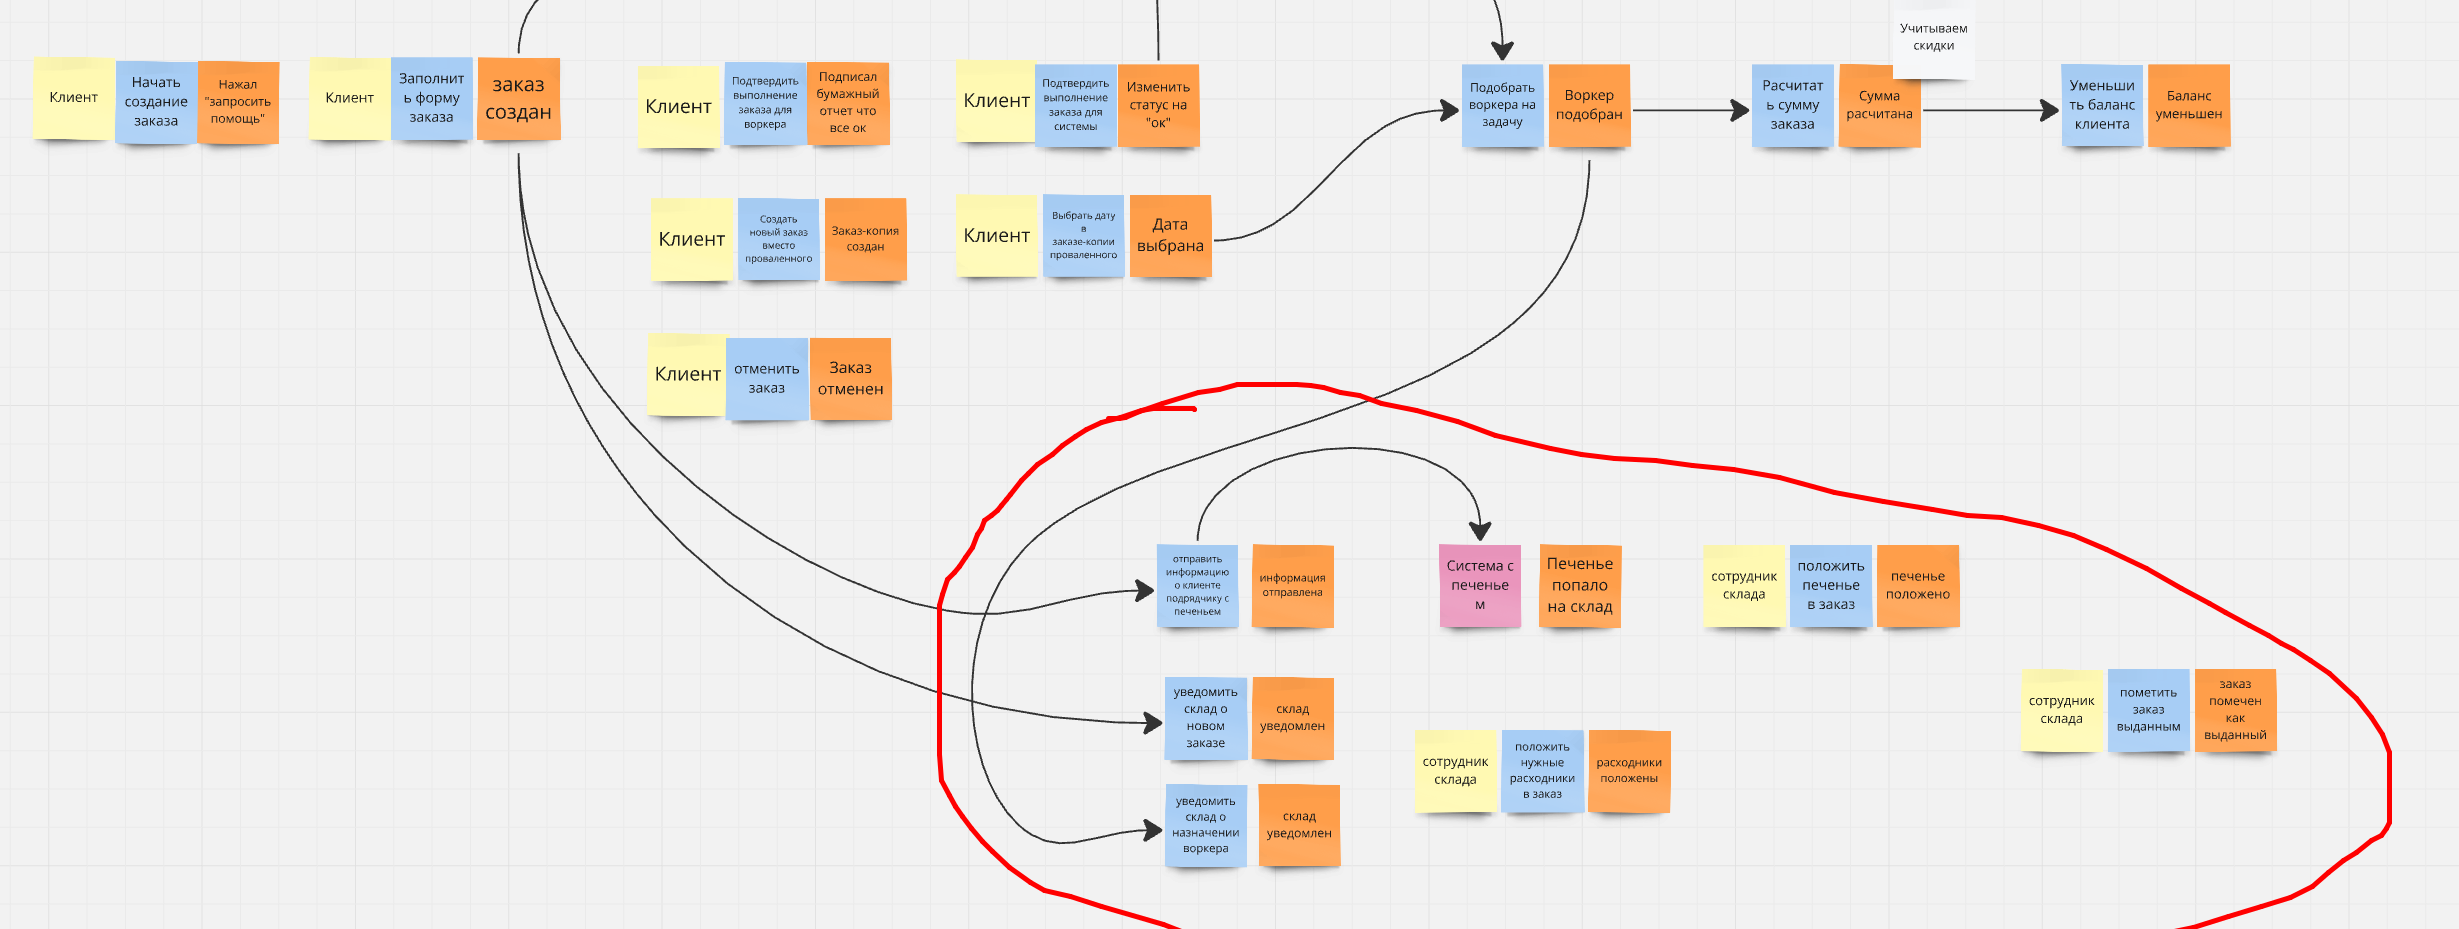 Учитываем
скидки
Клиент
Начать
создание
заказа
Нажал
"запросить
помощь"
Клиент
Заполнит
ь форму
заказа
заказ
создан
Клиент
Подтвердить
выполнение
заказа для
воркера
Подписал
бумажный
отчет что
все ок
Клиент
Подтвердить
выполнение
заказа для
системы
Изменить
статус на
"ок"
Подобрать
воркера на
задачу
Воркер
подобран
Расчитат
ь сумму
заказа
Сумма
расчитана
Уменьши
ть баланс
клиента
Баланс
уменьшен
Клиент
Создать
новый заказ
вместо
проваленного
Заказ-копия
создан
Клиент
Выбрать дату
в
заказе-копии
проваленного
Дата
выбрана
Клиент
отменить
заказ
Заказ
отменен
отправить
информацию
о клиенте
подрядчику с
печеньем
информация
отправлена
Система с
печенье
м
Печенье
попало
на склад
сотрудник
склада
положить
печенье
в заказ
печенье
положено
уведомить
склад о
новом
заказе
склад
уведомлен
сотрудник
склада
пометить
заказ
выданным
заказ
помечен
как
выданный
сотрудник
склада
положить
нужные
расходники
в заказ
расходники
положены
уведомить
склад о
назначении
воркера
склад
уведомлен